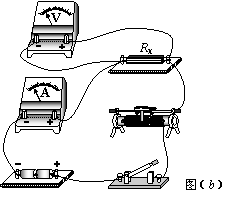 V
- +
Rx
A
- +
- +
图(b)